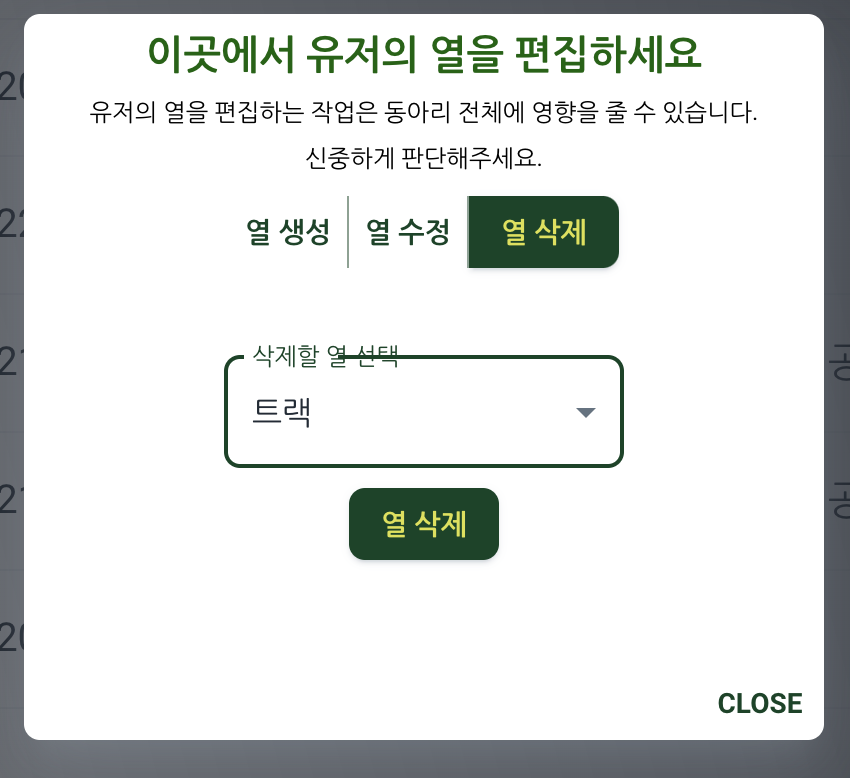 이곳에서 유저의 열을 편집하세요
유저의 열을 편집하는 작업은 동아리 전체에 영향을 줄 수 있습니다.
신중하게 판단해주세요.
열 생성 열 수정 열 삭제
삭제할 열 선택
트랙
열 삭제
CLOSE